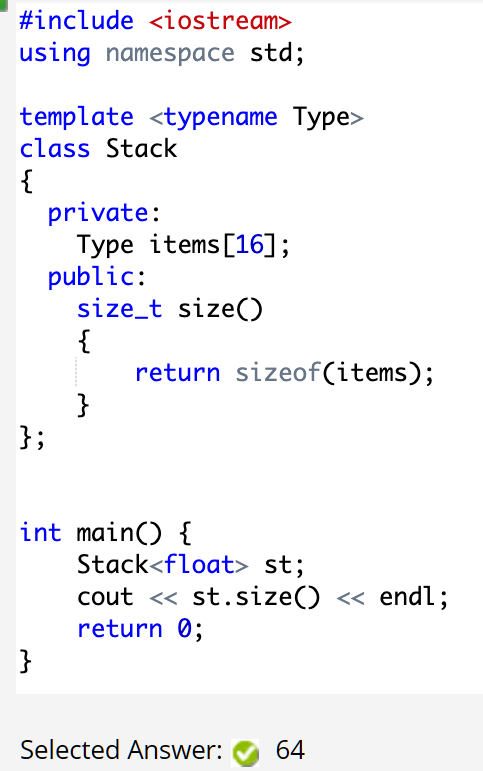 #include <iostream>
using namespace std;
template <typename Type>
class Stack
{
private:
Type items[16];
public:
size_t size()
{
return sizeof(items);
}
};
int main() {
Stack<float> st;
cout << st.size() << endl;
return 0;
}
Selected Answer: 64